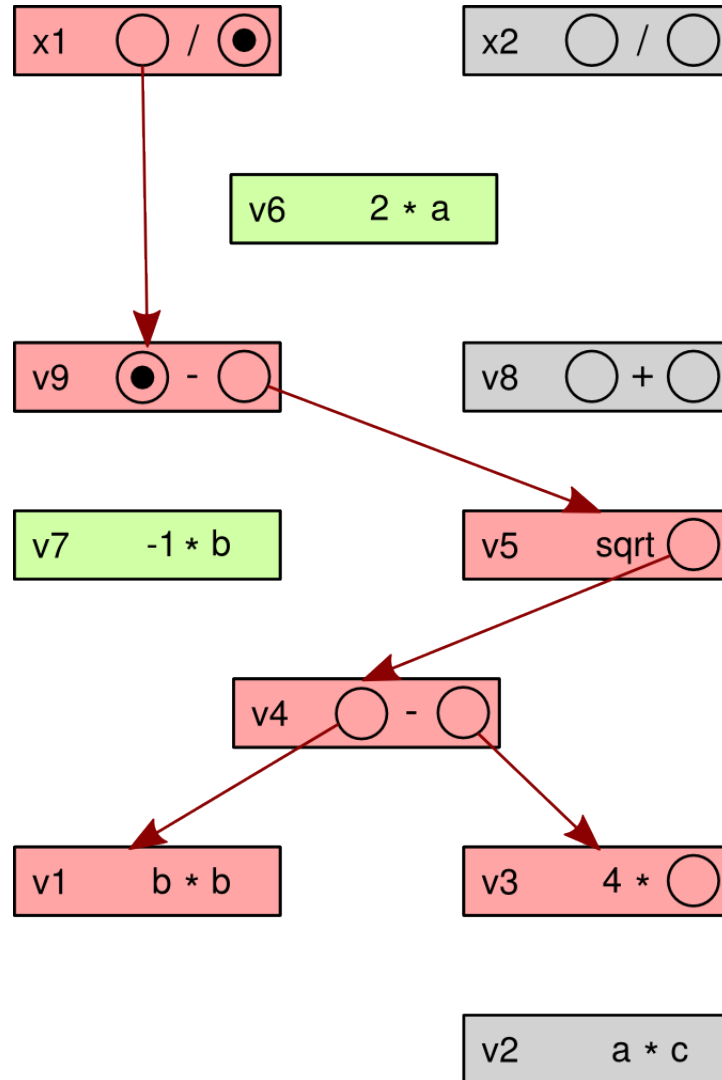 x1 / x2 /
v6 2 * a
v9 - v8 +
v7 -1 * b v5 sqrt
v4 -
v1 b * b v3 4 *
v2 a * c